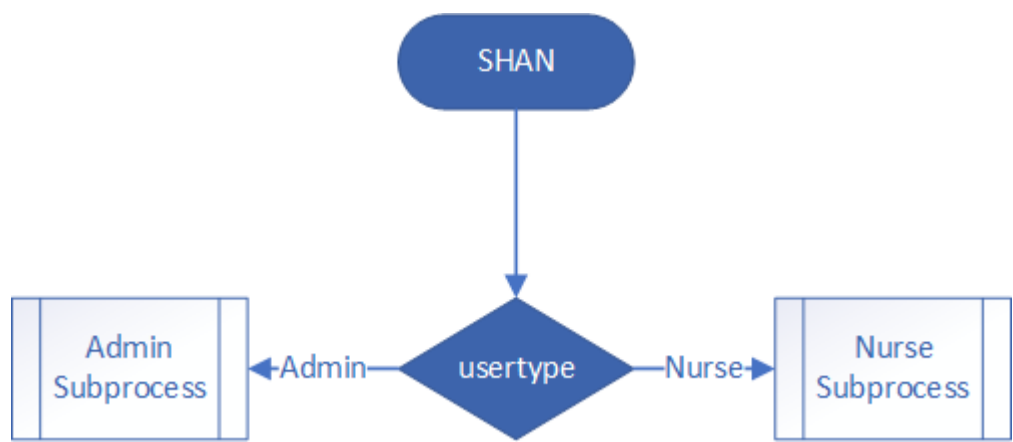 SHAN
Admin
Subprocess
Admin
usertype
Nurse
Nurse
Subprocess